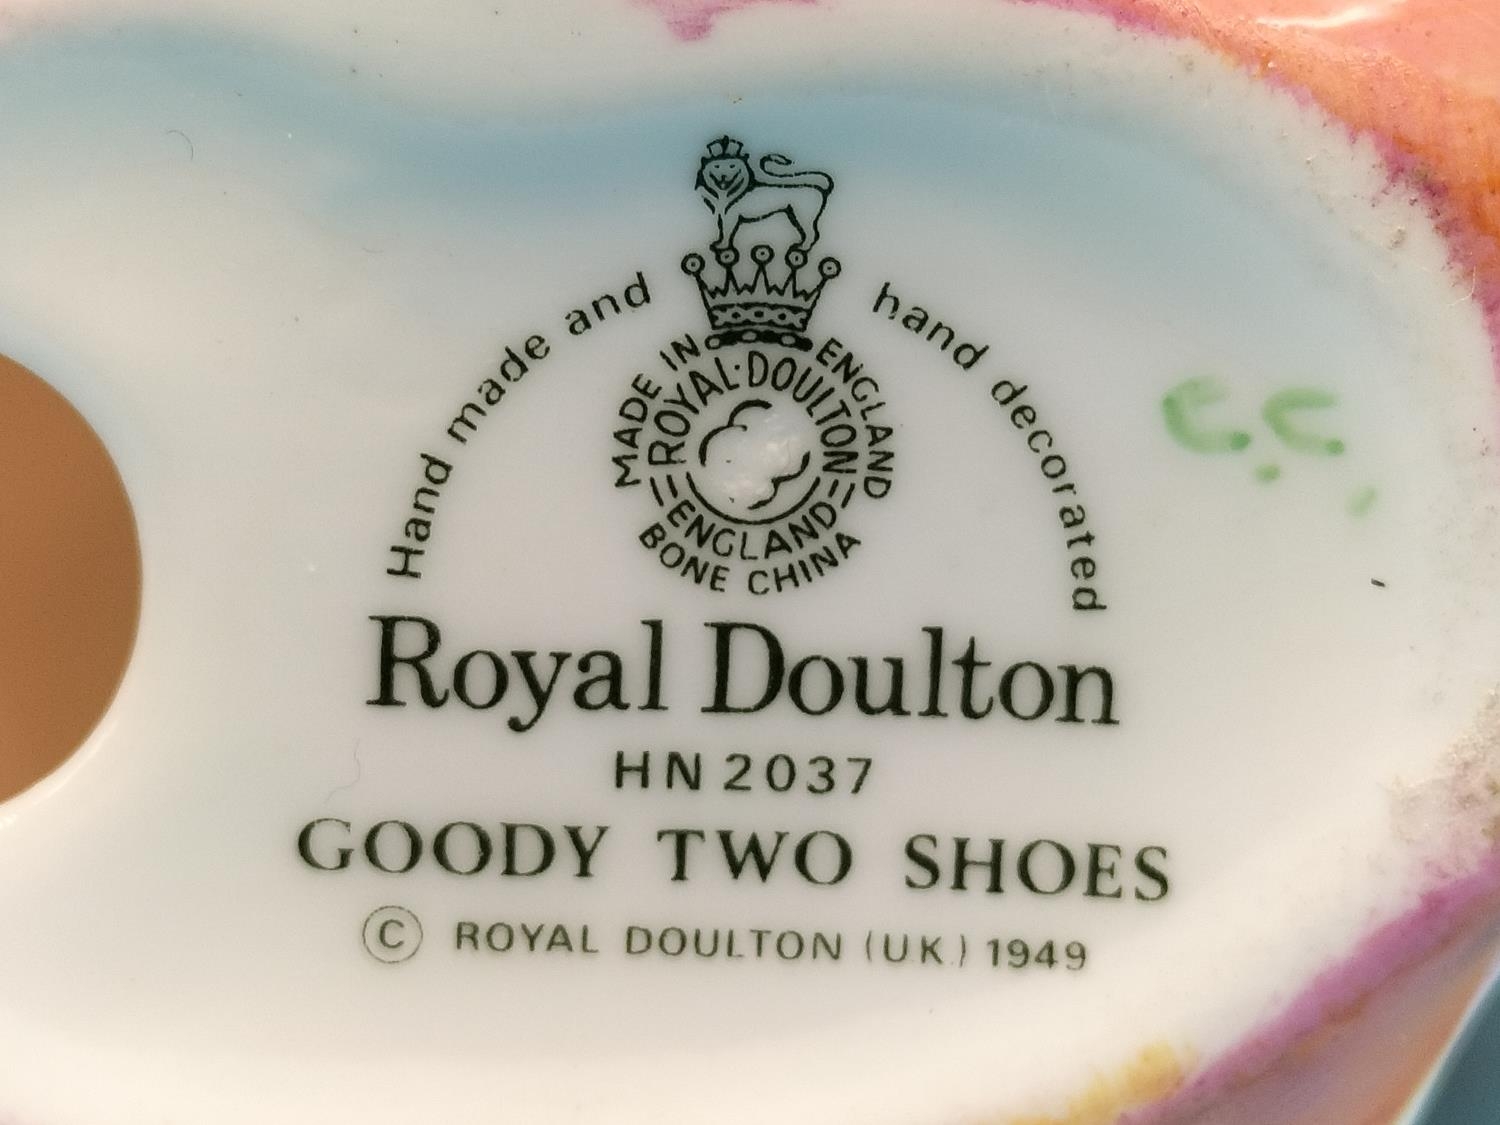 Hand made and hand decorated
MADE IN ENGLAND
ROYAL·DOULTON
ENGLAND
BONE CHINA
Royal Doulton
HN 2037
GOODY TWO SHOES
© ROYAL DOULTON (U.K.) 1949